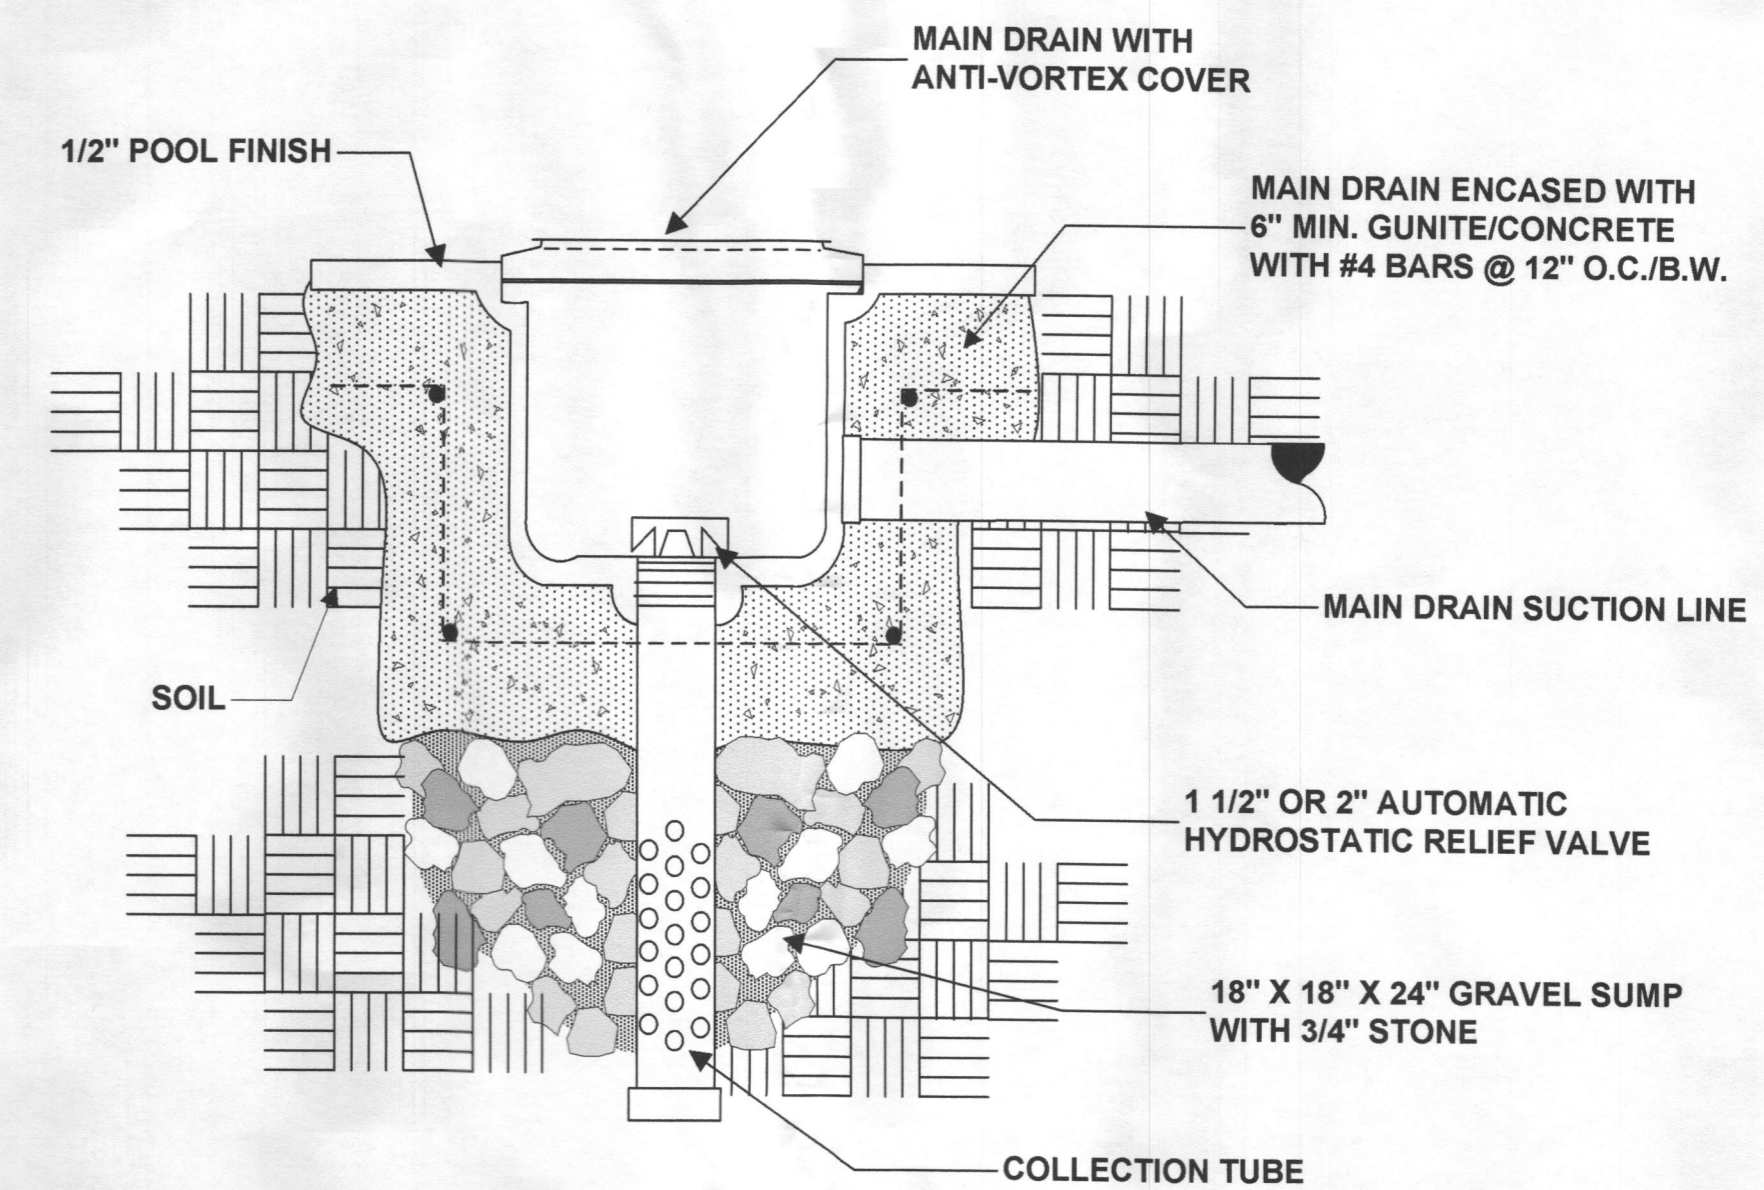 MAIN DRAIN WITH
ANTI-VORTEX COVER
1/2" POOL FINISH
MAIN DRAIN ENCASED WITH
6" MIN. GUNITE/CONCRETE
WITH #4 BARS @ 12" O.C./B.W.
MAIN DRAIN SUCTION LINE
SOIL
1 1/2" OR 2" AUTOMATIC
HYDROSTATIC RELIEF VALVE
18" X 18" X 24" GRAVEL SUMP
WITH 3/4" STONE
COLLECTION TUBE